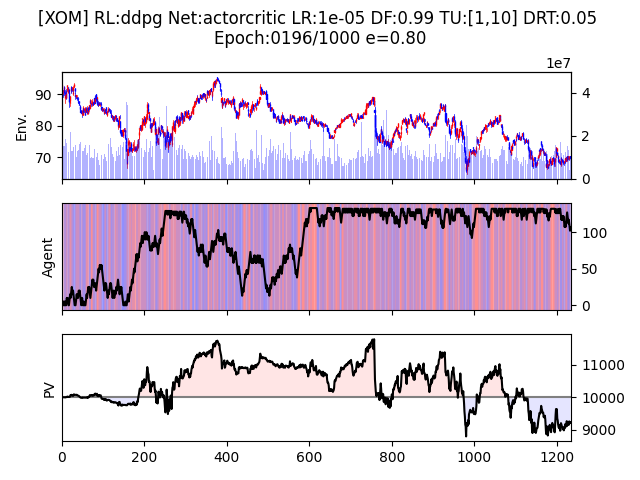 [XOM] RL:ddpg Net:actorcritic LR:1e-05 DF:0.99 TU:[1,10] DRT:0.05
Epoch:0196/1000 e=0.80
1e7
Env.
90
80
70
4
2
0
Agent
100
50
0
PV
11000
10000
9000
0 200 400 600 800 1000 1200